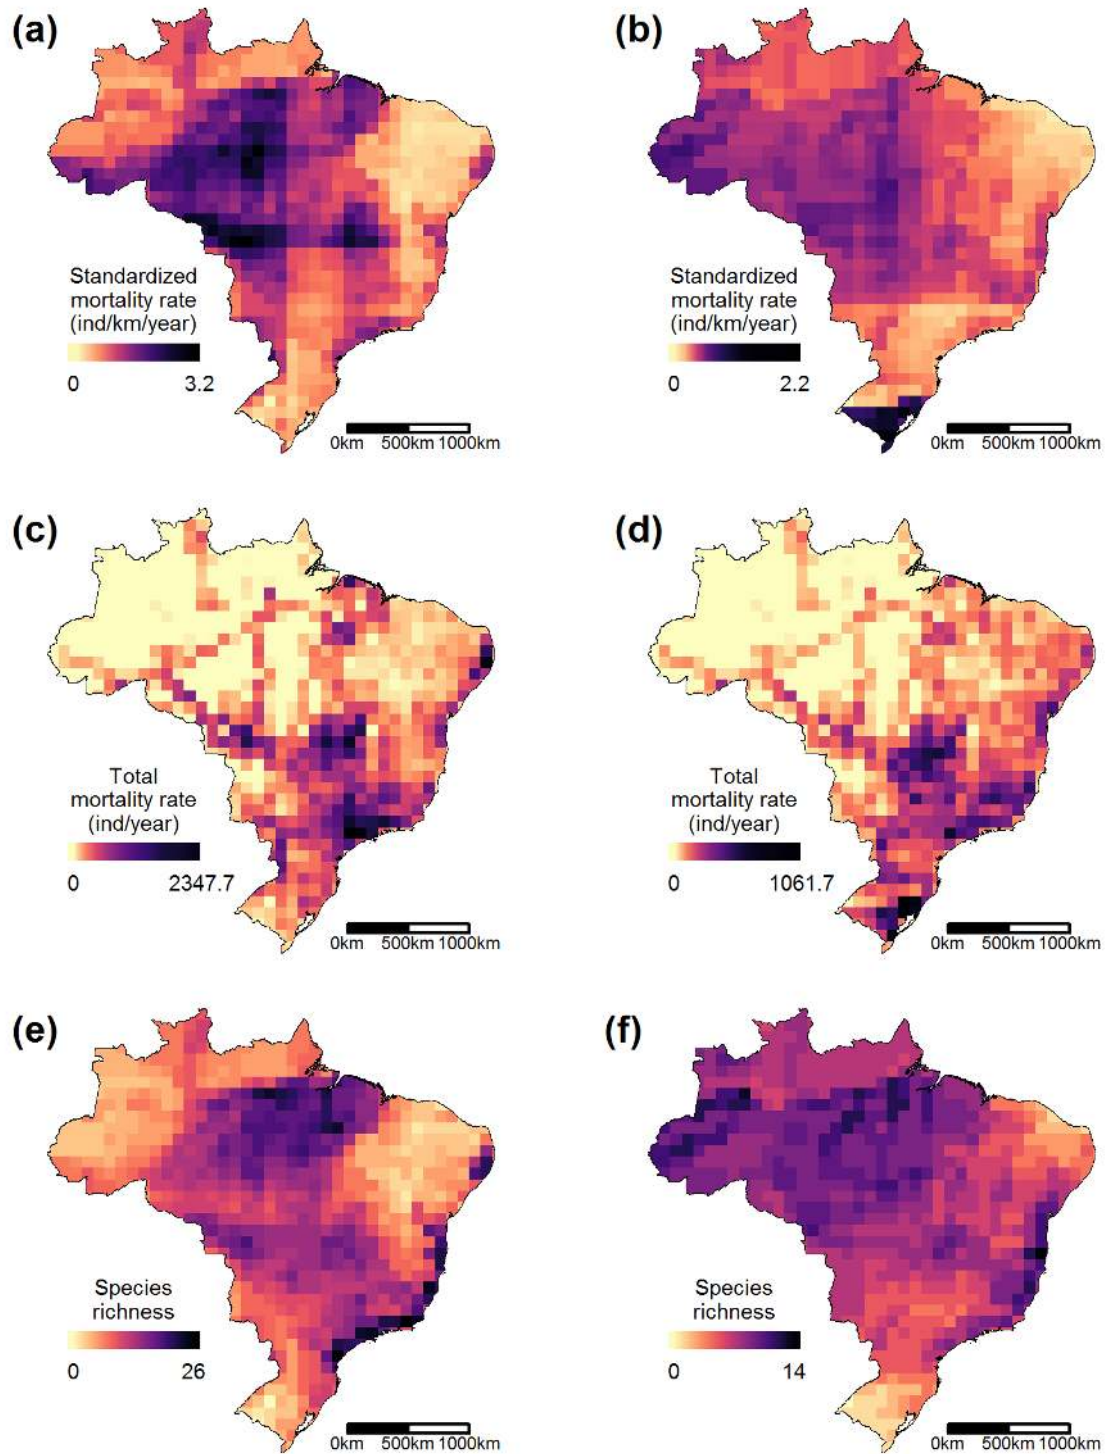 (a)
Standardized
mortality rate
(ind/km/year)
0 3.2
0km 500km 1000km
(b)
Standardized
mortality rate
(ind/km/year)
0 2.2
0km 500km 1000km
(c)
Total
mortality rate
(ind/year)
0 2347.7
0km 500km 1000km
(d)
Total
mortality rate
(ind/year)
0 1061.7
0km 500km 1000km
(e)
Species
richness
0 26
0km 500km 1000km
(f)
Species
richness
0 14
0km 500km 1000km